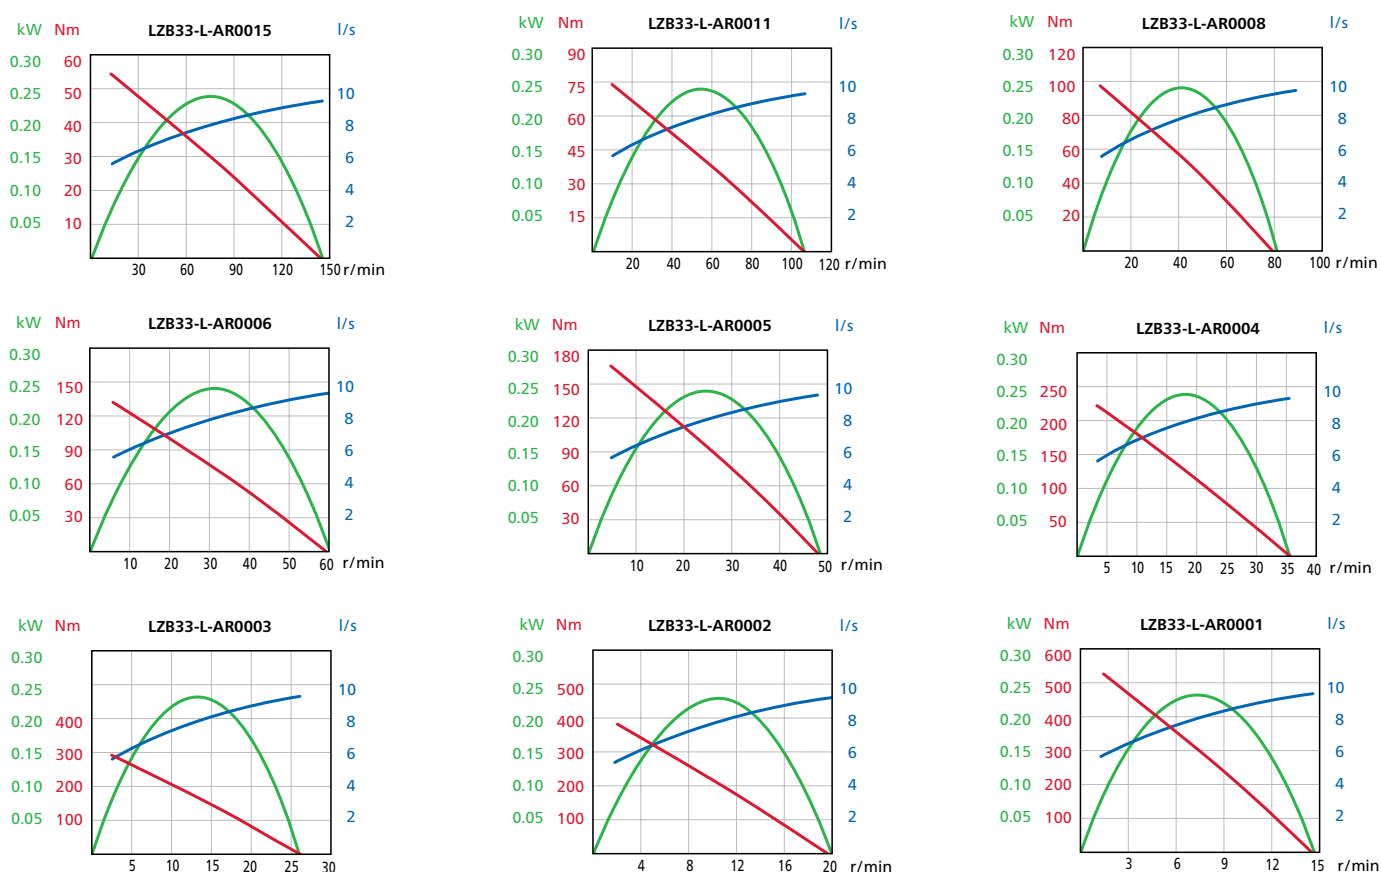 kW Nm LZB33-L-AR0015 l/s
0.30 60
0.25 50 10
0.20 40 8
0.15 30 6
0.10 20 4
0.05 10 2
30 60 90 120 150 r/min
kW Nm LZB33-L-AR0011 l/s
0.30 90
0.25 75 10
0.20 60 8
0.15 45 6
0.10 30 4
0.05 15 2
20 40 60 80 100 120 r/min
kW Nm LZB33-L-AR0008 l/s
0.30 120
0.25 100 10
0.20 80 8
0.15 60 6
0.10 40 4
0.05 20 2
20 40 60 80 100 r/min
kW Nm LZB33-L-AR0006 l/s
0.30
0.25 150 10
0.20 120 8
0.15 90 6
0.10 60 4
0.05 30 2
10 20 30 40 50 60 r/min
kW Nm LZB33-L-AR0005 l/s
0.30 180
0.25 150 10
0.20 120 8
0.15 90 6
0.10 60 4
0.05 30 2
10 20 30 40 50 r/min
kW Nm LZB33-L-AR0004 l/s
0.30
0.25 250 10
0.20 200 8
0.15 150 6
0.10 100 4
0.05 50 2
5 10 15 20 25 30 35 40 r/min
kW Nm LZB33-L-AR0003 l/s
0.30
0.25 10
0.20 400 8
0.15 300 6
0.10 200 4
0.05 100 2
5 10 15 20 25 30 r/min
kW Nm LZB33-L-AR0002 l/s
0.30
0.25 500 10
0.20 400 8
0.15 300 6
0.10 200 4
0.05 100 2
4 8 12 16 20 r/min
kW Nm LZB33-L-AR0001 l/s
0.30 600
0.25 500 10
0.20 400 8
0.15 300 6
0.10 200 4
0.05 100 2
3 6 9 12 15 r/min